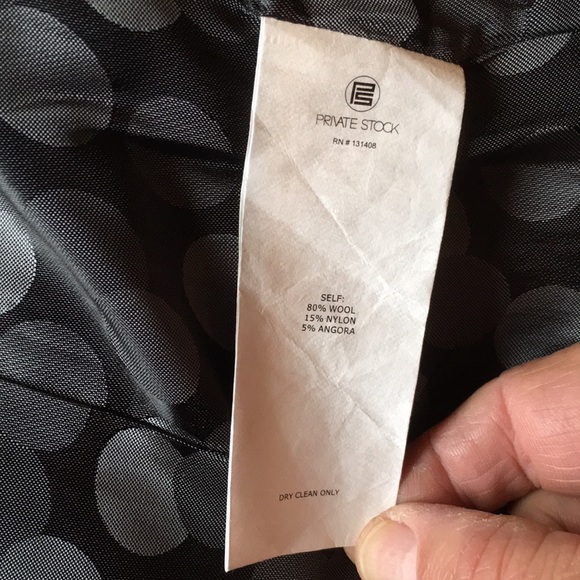 PRIVATE STOCK
RN # 131408
SELF:
80% WOOL
15% NYLON
5% ANGORA
DRY CLEAN ONLY